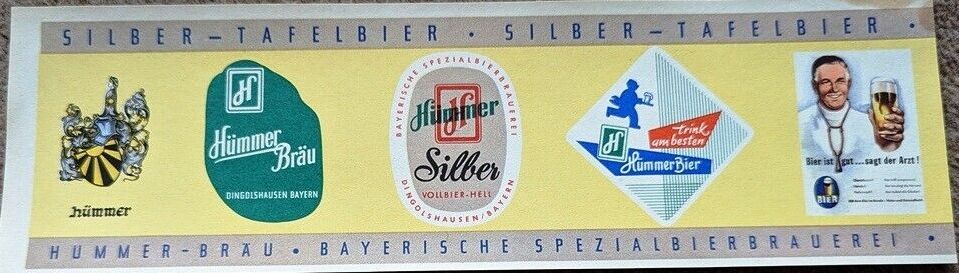 SILBER – TAFELBIER • SILBER – TAFELBIER •
hümmer
H
Hümmer
Bräu
DINGOLSHAUSEN BAYERN
BAYERISCHE SPEZIALBIERBRAUEREI
H
Hümmer
Silber
VOLLBIER-HELL
DINGOLSHAUSEN/BAYERN
trink
am besten
H
HümmerBier
Bier ist gut ... sagt der Arzt!
BIER
HUMMER-BRÄU • BAYERISCHE SPEZIALBIERBRAUEREI •